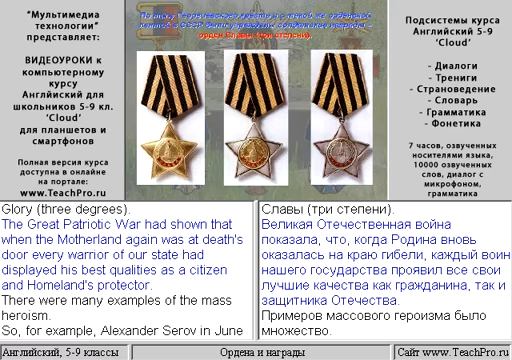 "Мультимедиа
технологии"
представляет:
ВИДЕОУРОКИ к
компьютерному
курсу
Англйиский для
школьников 5-9 кл.
'Cloud'
для планшетов и
смартфонов
Полная версия курса
доступна в онлайне
на портале:
www.TeachPro.ru
орден Славы (три степени).
Подсистемы курса
Английский 5-9
'Cloud'
- Диалоги
- Тренинги
- Страноведение
- Словарь
- Грамматика
- Фонетика
7 часов, озвученных
носителями языка,
10000 озвученных
слов, диалог с
микрофоном,
грамматика
Glory (three degrees).
The Great Patriotic War had shown that
when the Motherland again was at death's
door every warrior of our state had
displayed his best qualities as a citizen
and Homeland's protector.
There were many examples of the mass
heroism.
So, for example, Alexander Serov in June
Славы (три степени).
Великая Отечественная война
показала, что, когда Родина вновь
оказалась на краю гибели, каждый воин
нашего государства проявил все свои
лучшие качества как гражданина, так и
защитника Отечества.
Примеров массового героизма было
множество.
Английский, 5-9 классы
Ордена и награды
Сайт www.TeachPro.ru